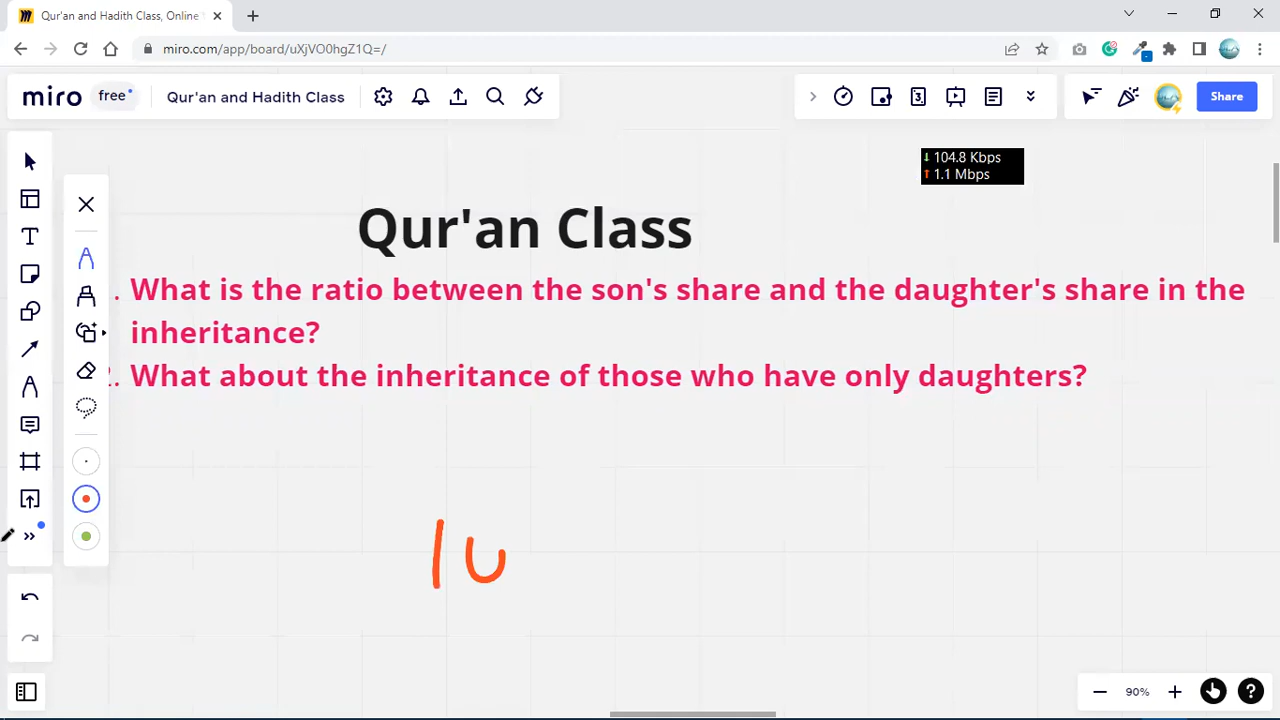 Qur'an and Hadith Class, Online
miro.com/app/board/uXjVO0hgZ1Q=/
miro free Qur'an and Hadith Class Share
104.8 Kbps
1.1 Mbps
Qur'an Class
. What is the ratio between the son's share and the daughter's share in the
inheritance?
2. What about the inheritance of those who have only daughters?
90%